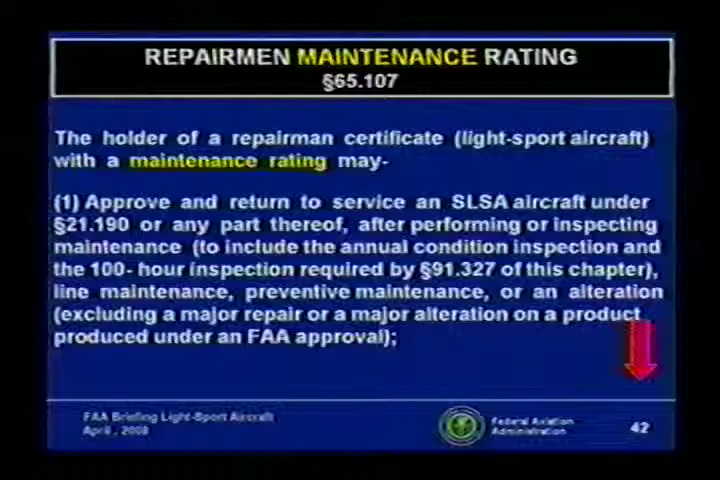 REPAIRMEN MAINTENANCE RATING
§65.107
The holder of a repairman certificate (light-sport aircraft)
with a maintenance rating may-
(1) Approve and return to service an SLSA aircraft under
§21.190 or any part thereof, after performing or inspecting
maintenance (to include the annual condition inspection and
the 100- hour inspection required by §91.327 of this chapter),
line maintenance, preventive maintenance, or an alteration
(excluding a major repair or a major alteration on a product
produced under an FAA approval);
FAA Briefing Light-Sport Aircraft
April , 2008
Federal Aviation
Administration
42